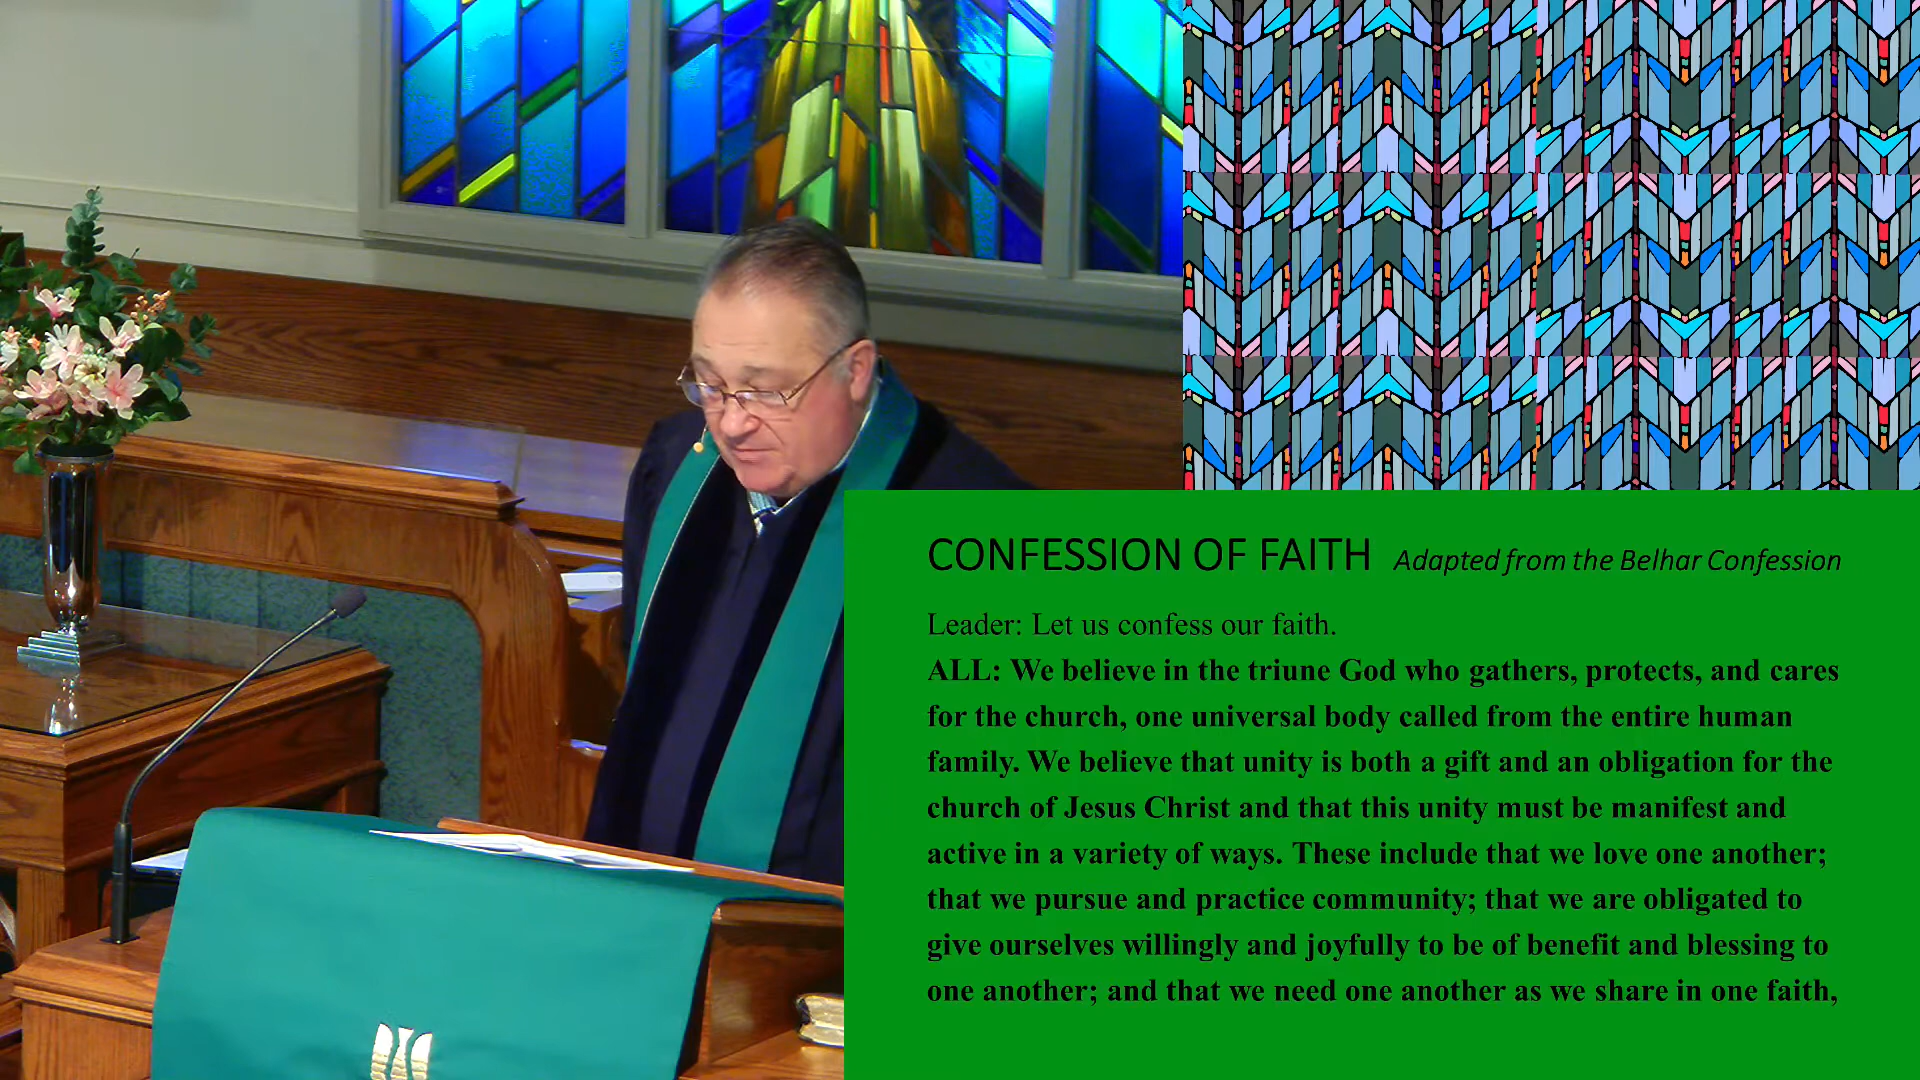 CONFESSION OF FAITH Adapted from the Belhar Confession
Leader: Let us confess our faith.
ALL: We believe in the triune God who gathers, protects, and cares
for the church, one universal body called from the entire human
family. We believe that unity is both a gift and an obligation for the
church of Jesus Christ and that this unity must be manifest and
active in a variety of ways. These include that we love one another;
that we pursue and practice community; that we are obligated to
give ourselves willingly and joyfully to be of benefit and blessing to
one another; and that we need one another as we share in one faith,